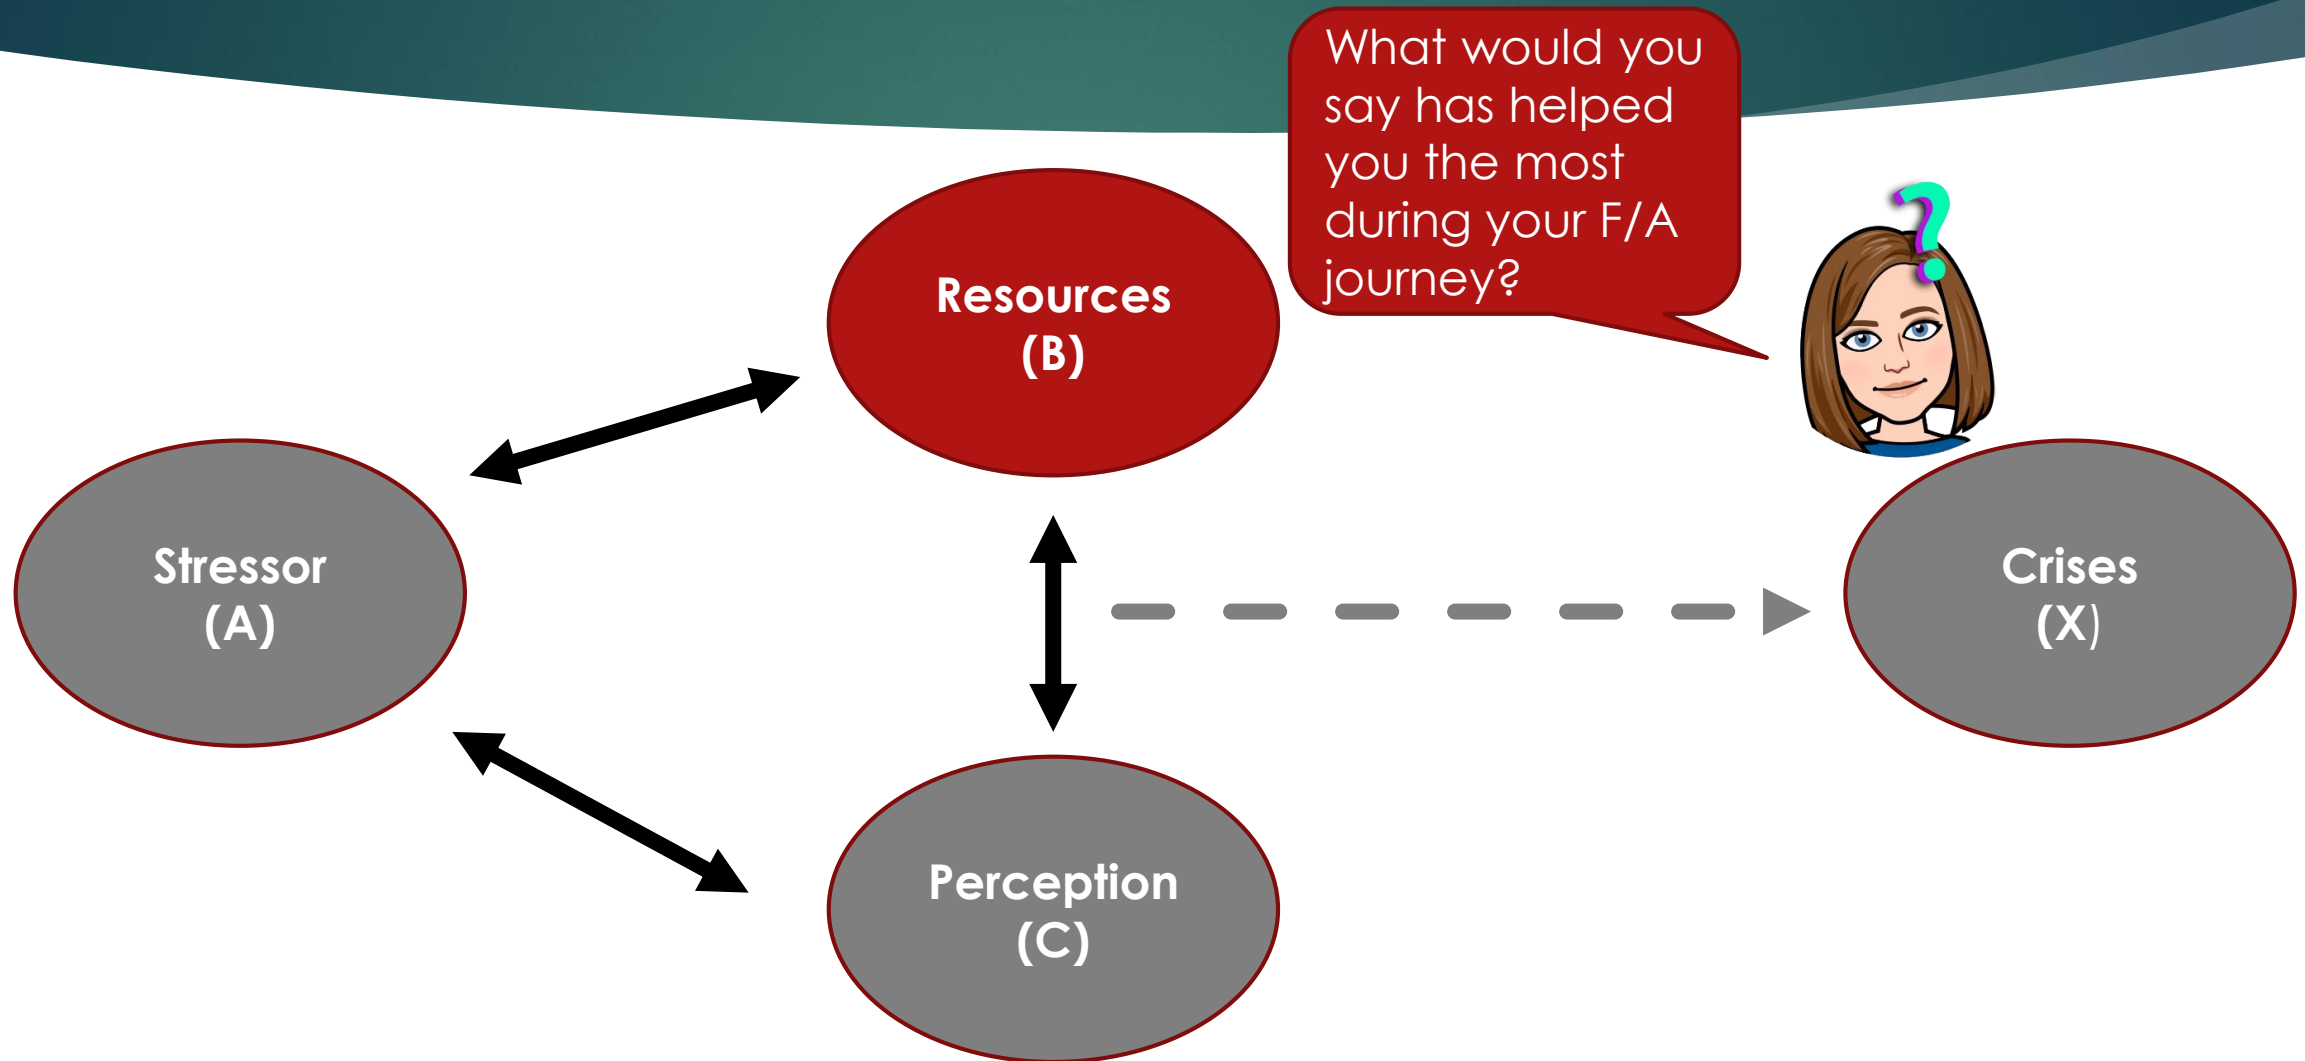 What would you
say has helped
you the most
during your F/A
journey?
Resources
(B)
Stressor
(A)
Crises
(X)
Perception
(C)
?